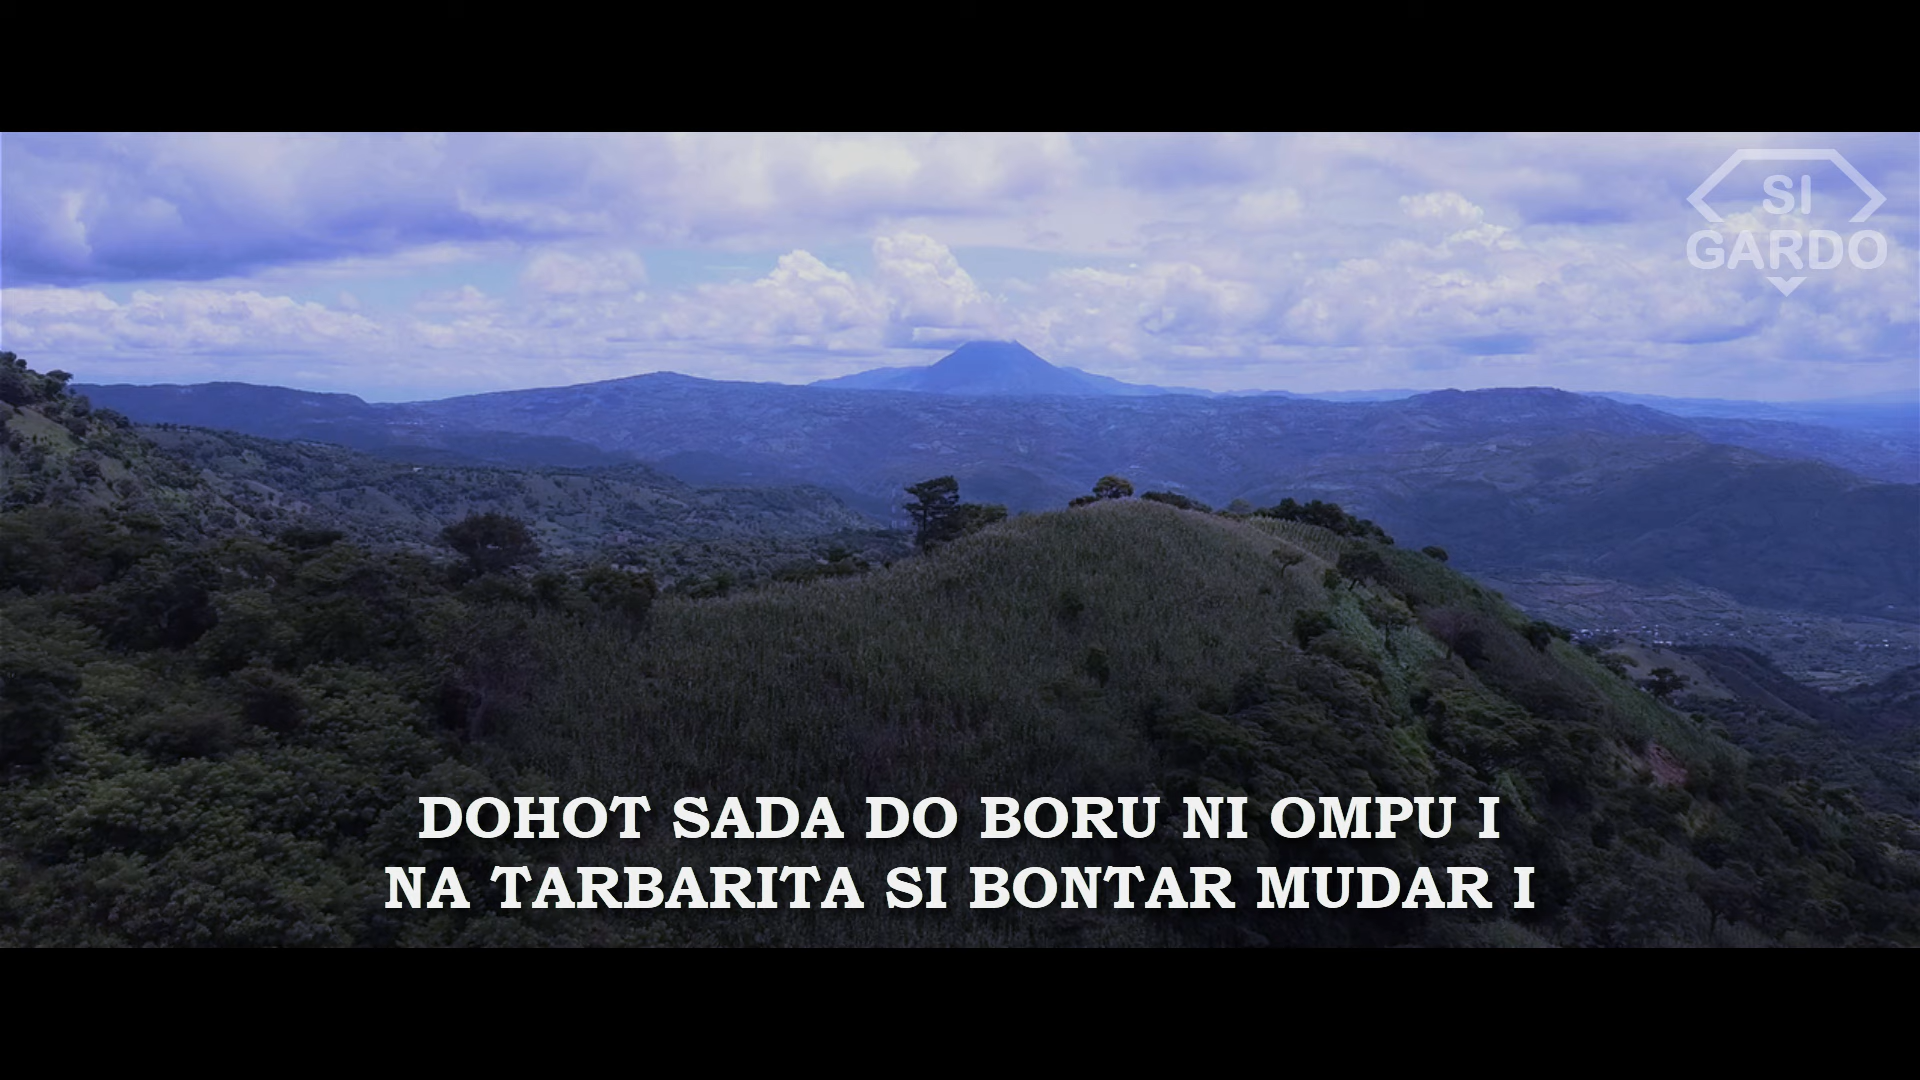 SI
GARDO
DOHOT SADA DO BORU NI OMPU I
NA TARBARITA SI BONTAR MUDAR I